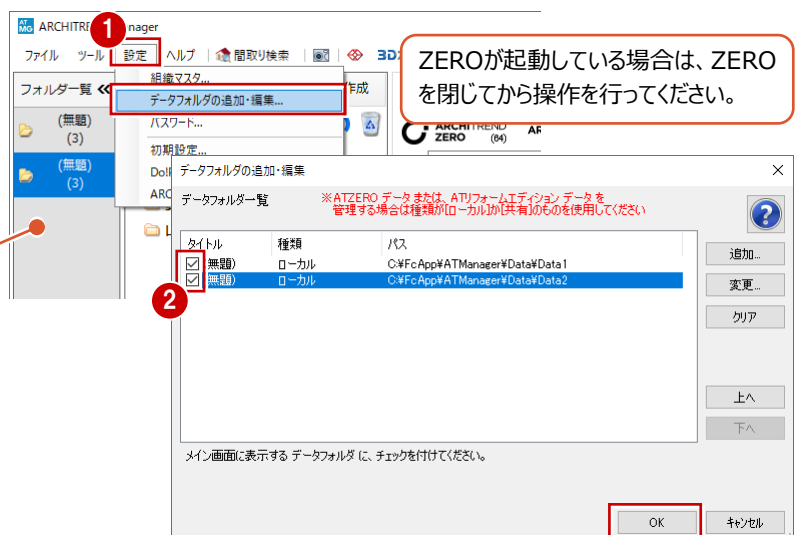 ARCHITRE
nager
1
ファイル ツール 設定 ヘルプ 間取り検索
ZEROが起動している場合は、ZERO
を閉じてから操作を行ってください。
フォルダ一覧 ≪
組織マスタ...
作成
データフォルダの追加・編集...
(無題)
(3)
パスワード...
ARCHITREND
ZERO (64)
初期設定...
(無題)
(3)
データフォルダの追加・編集
データフォルダ一覧
※ATZERO データ または、ATリフォームエディション データ を
管理する場合は種類が[ローカル]か[共有]のものを使用してください
タイトル 種類 パス
追加...
無題) ローカル C:¥FcApp¥ATManager¥Data¥Data1
無題) ローカル C:¥FcApp¥ATManager¥Data¥Data2
変更...
2
クリア
上へ
下へ
メイン画面に表示する データフォルダ に、チェックを付けてください。
OK
キャンセル